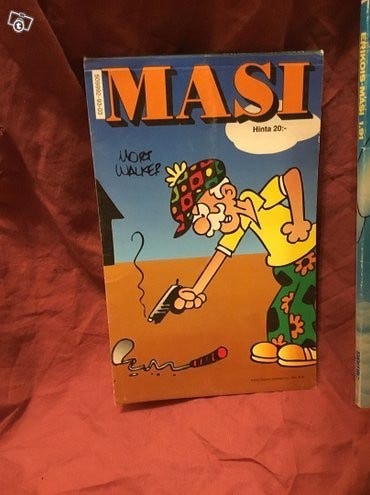 MASI
Hinta 20:-
MORT
WALKER
ERIKOIS-MASI